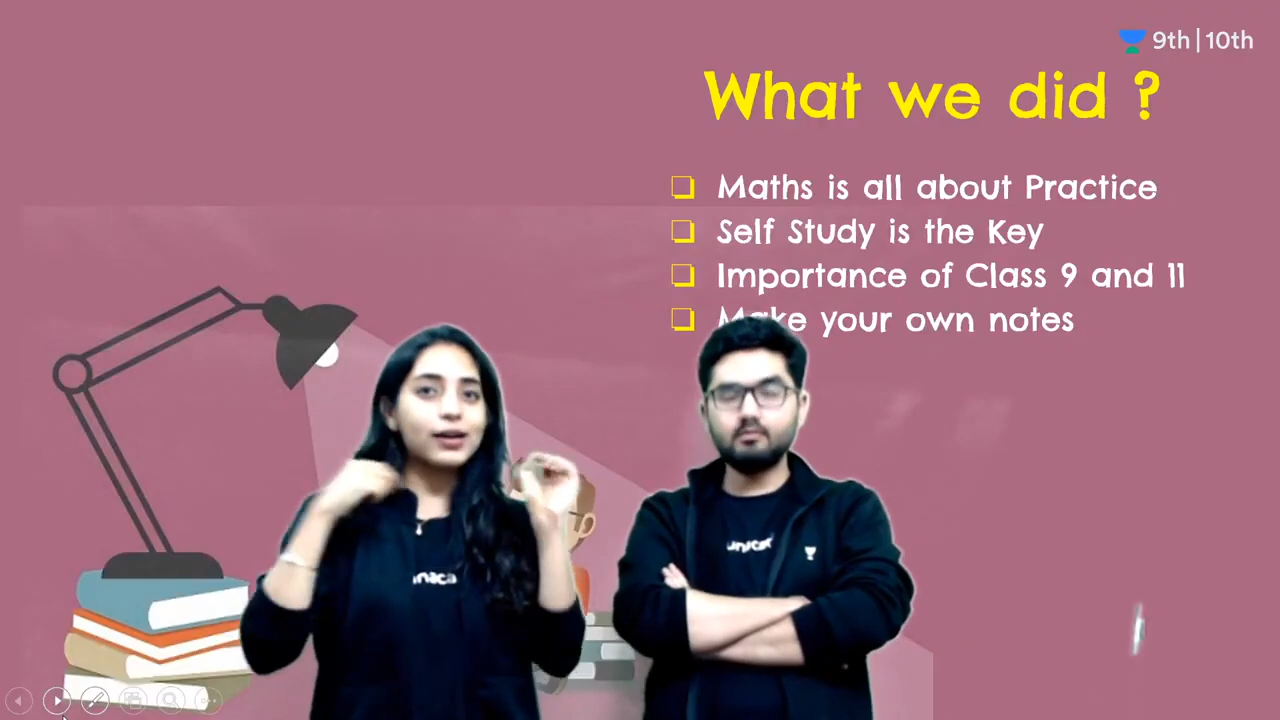 9th|10th
What we did ?
Maths is all about Practice
Self Study is the Key
Importance of Class 9 and 11
Make your own notes